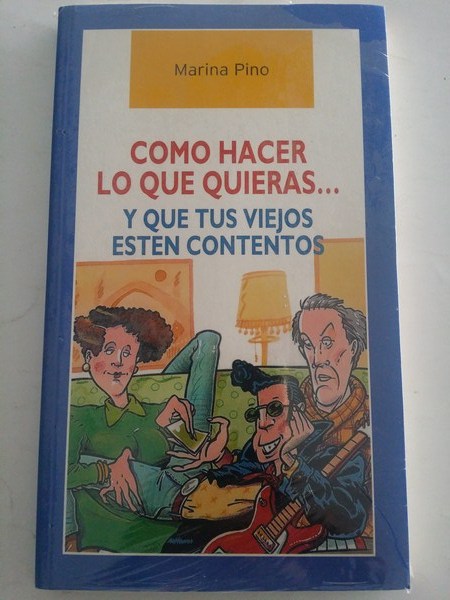 Marina Pino
COMO HACER
LO QUE QUIERAS...
Y QUE TUS VIEJOS
ESTEN CONTENTOS